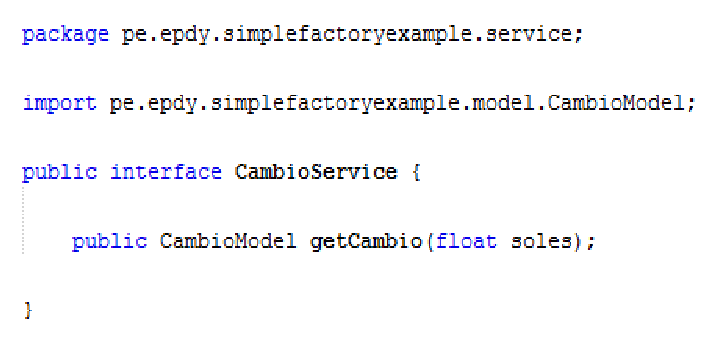 package pe.epdy.simplefactoryexample.service;
import pe.epdy.simplefactoryexample.model.CambioModel;
public interface CambioService {
public CambioModel getCambio(float soles);
}